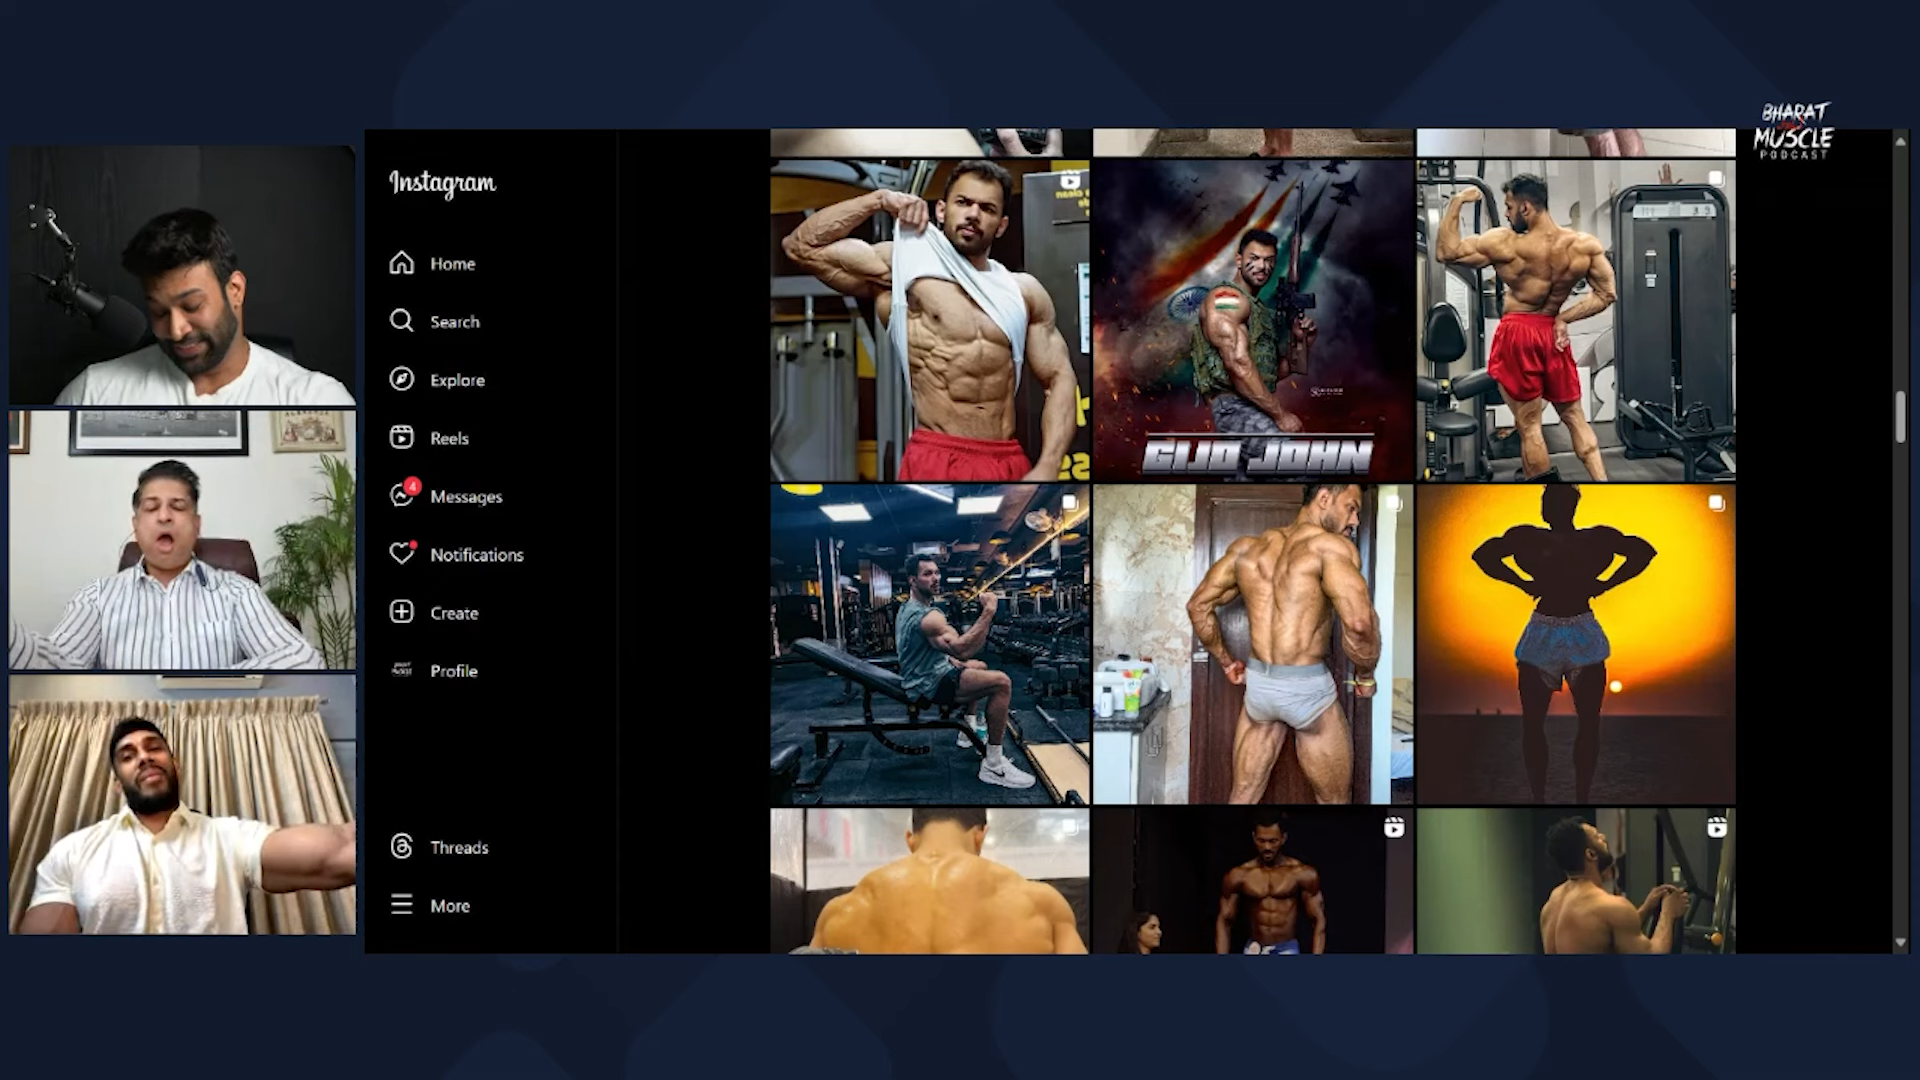 BHARAT
MUSCLE
PODCAST
Instagram
Home
Search
Explore
Reels
4
Messages
Notifications
Create
Profile
Threads
More
GIJO JOHN